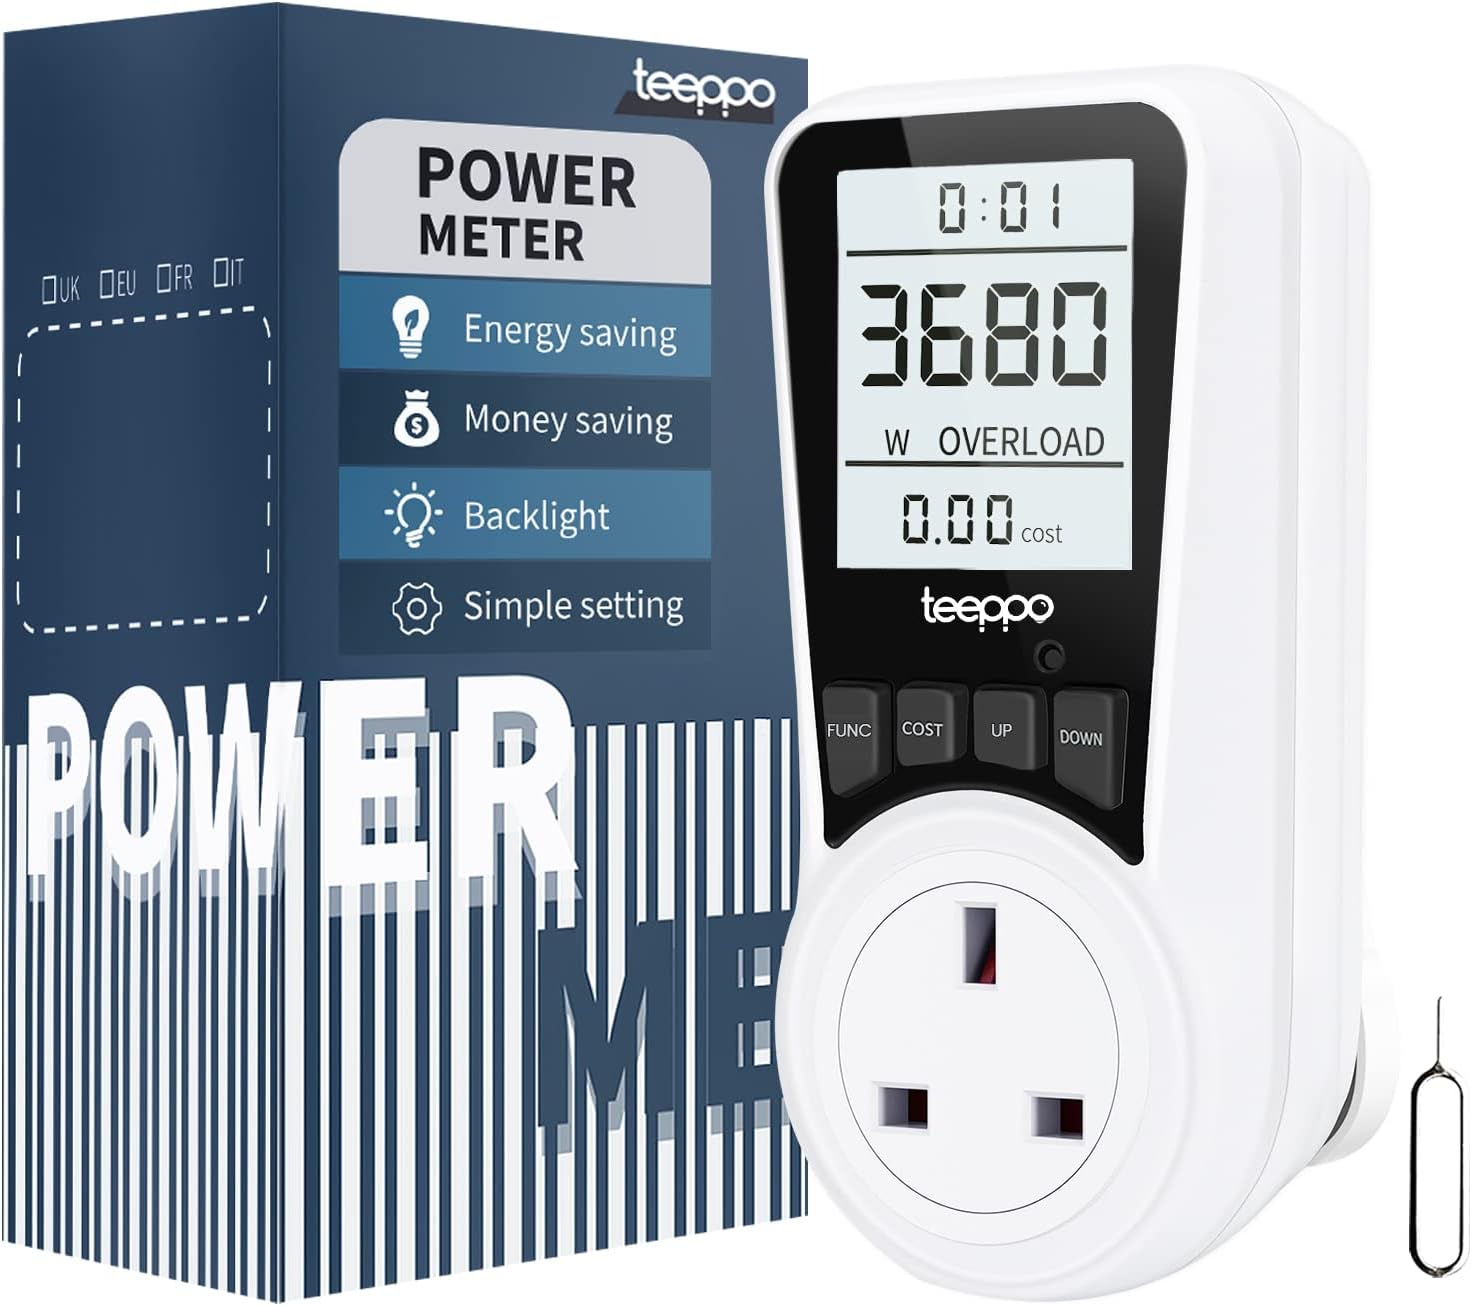 teeppo
POWER
METER
□UK □EU □FR □IT
Energy saving
Money saving
$
Backlight
Simple setting
POWER
ME
0:01
3680
W OVERLOAD
0.00 cost
teeppo
FUNC COST UP DOWN